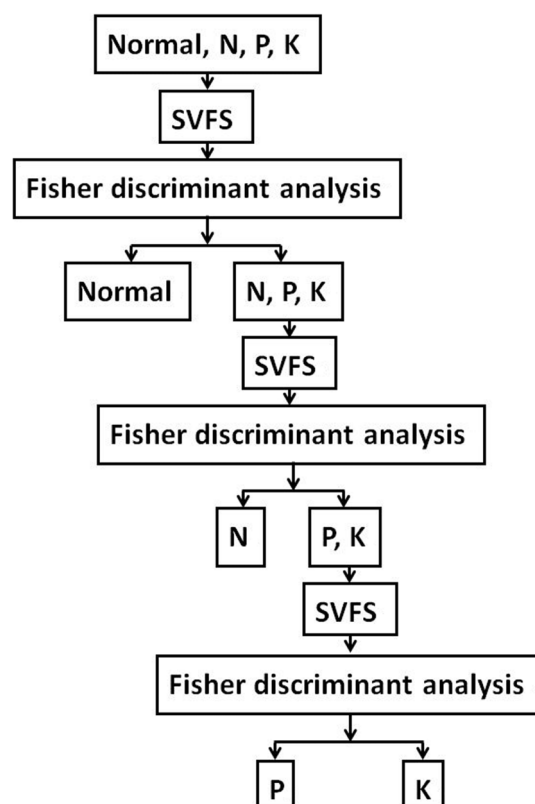 Normal, N, P, K
SVFS
Fisher discriminant analysis
Normal
N, P, K
SVFS
Fisher discriminant analysis
N
P, K
SVFS
Fisher discriminant analysis
P
K